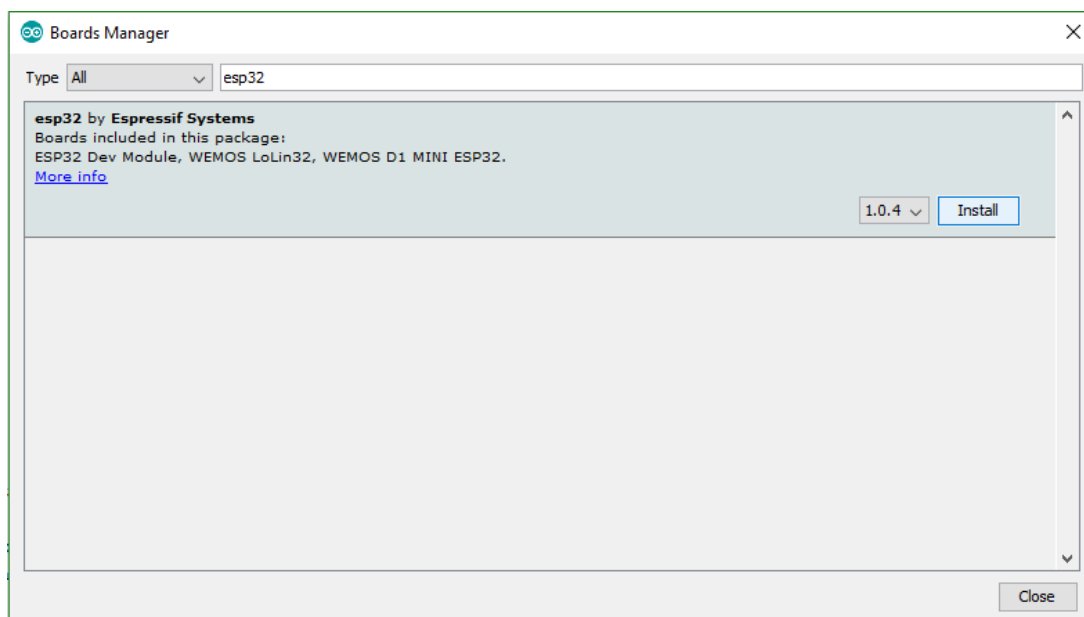 Boards Manager
Type All esp32
esp32 by Espressif Systems
Boards included in this package:
ESP32 Dev Module, WEMOS LoLin32, WEMOS D1 MINI ESP32.
More info
1.0.4 Install
Close